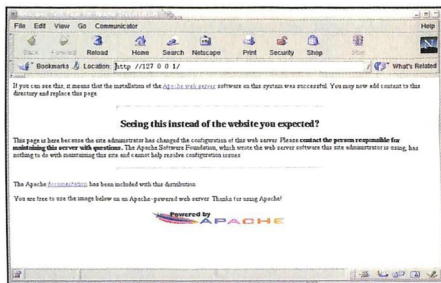 File Edit View Go Communicator Help
Back Forward Reload Home Search Netscape Print Security Shop Stop
Bookmarks Location: http //127 0 0 1/ What's Related
If you can see this, it means that the installation of the Apache web server software on this system was successful. You may now add content to this
directory and replace this page
Seeing this instead of the website you expected?
This page is here because the site administrator has changed the configuration of this web server Please contact the person responsible for
maintaining this server with questions. The Apache Software Foundation, which wrote the web server software this site administrator is using, has
nothing to do with maintaining this site and cannot help resolve configuration issues
The Apache documentation has been included with this distribution
You are free to use the image below on an Apache-powered web server Thanks for using Apache!
Powered by
APACHE